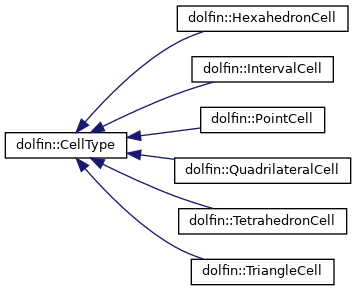 dolfin::HexahedronCell
dolfin::IntervalCell
dolfin::PointCell
dolfin::CellType
dolfin::QuadrilateralCell
dolfin::TetrahedronCell
dolfin::TriangleCell